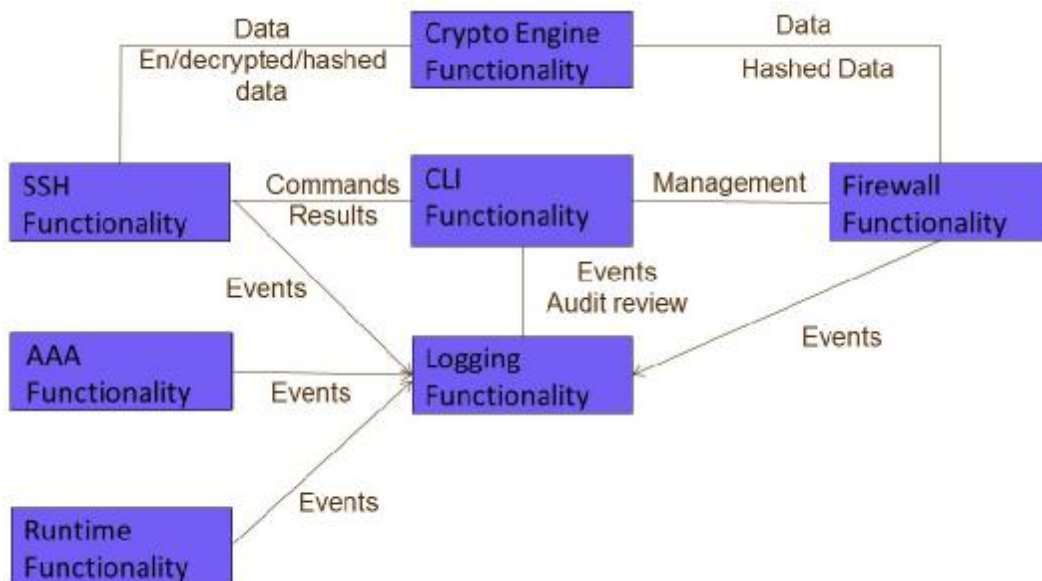 Data
En/decrypted/hashed
data
Crypto Engine
Functionality
Data
Hashed Data
SSH
Functionality
Commands
Results
CLI
Functionality
Management
Firewall
Functionality
Events
Events
Audit review
Events
AAA
Functionality
Events
Logging
Functionality
Events
Runtime
Functionality